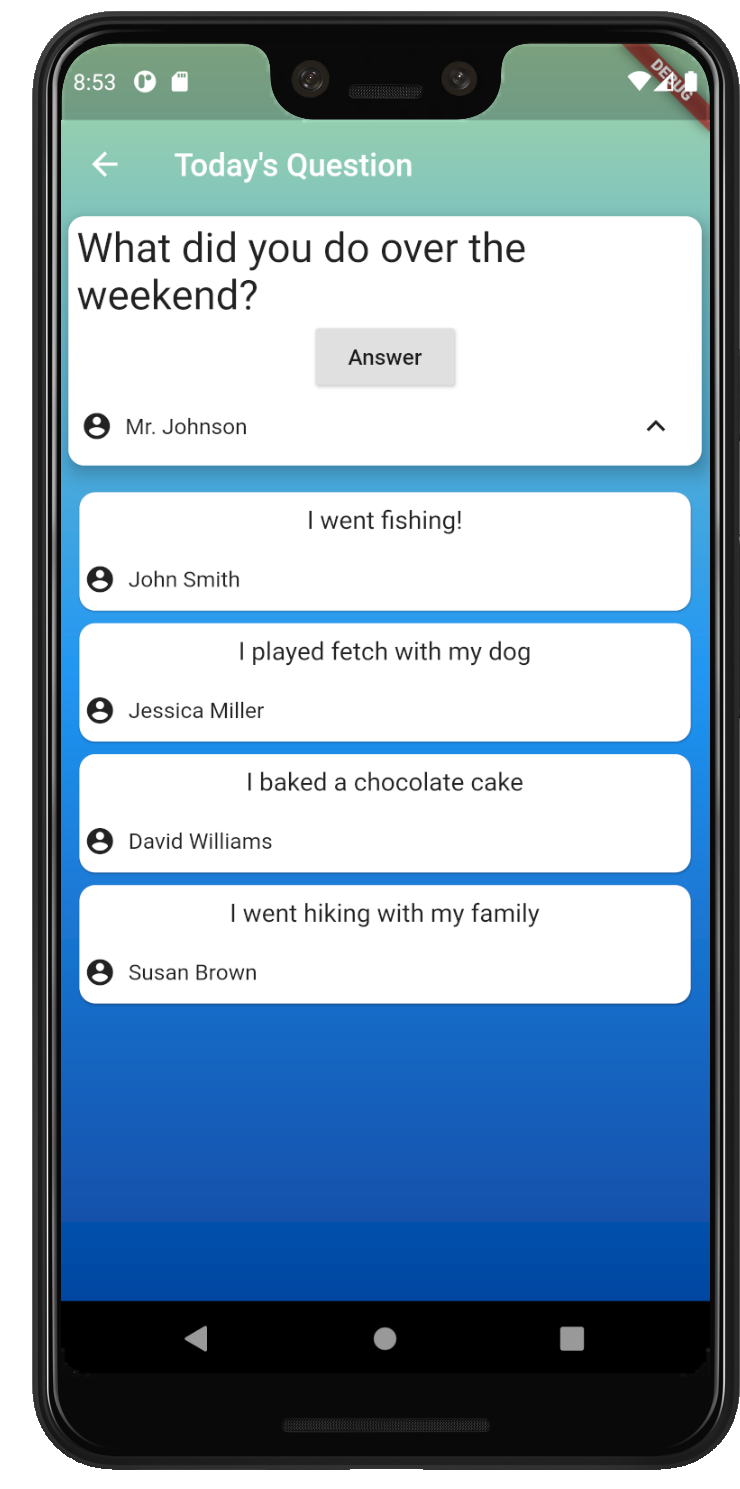 8:53
DEBUG
Today's Question
What did you do over the
weekend?
Answer
Mr. Johnson
I went fishing!
John Smith
I played fetch with my dog
Jessica Miller
I baked a chocolate cake
David Williams
I went hiking with my family
Susan Brown